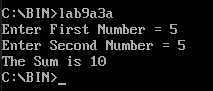 C:\BIN>lab9a3a
Enter First Number = 5
Enter Second Number = 5
The Sum is 10
C:\BIN>_